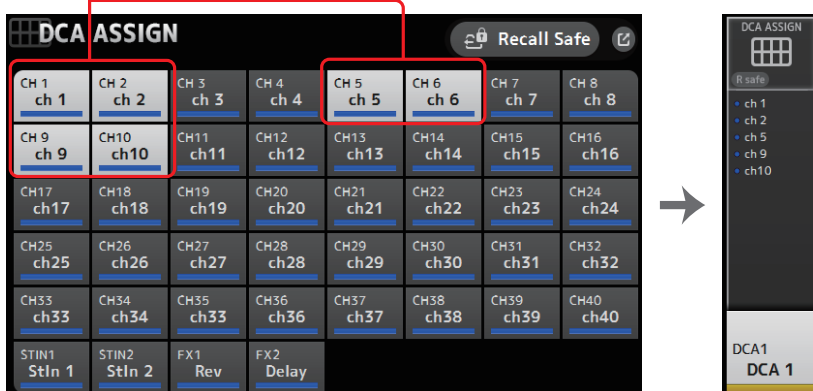 DCA ASSIGN
Recall Safe
CH 1 CH 2 CH 3 CH 4 CH 5 CH 6 CH 7 CH 8
ch 1 ch 2 ch 3 ch 4 ch 5 ch 6 ch 7 ch 8
CH 9 CH10 CH11 CH12 CH13 CH14 CH15 CH16
ch 9 ch10 ch11 ch12 ch13 ch14 ch15 ch16
CH17 CH18 CH19 CH20 CH21 CH22 CH23 CH24
ch17 ch18 ch19 ch20 ch21 ch22 ch23 ch24
CH25 CH26 CH27 CH28 CH29 CH30 CH31 CH32
ch25 ch26 ch27 ch28 ch29 ch30 ch31 ch32
CH33 CH34 CH35 CH36 CH37 CH38 CH39 CH40
ch33 ch34 ch33 ch36 ch37 ch38 ch39 ch40
STIN1 STIN2 FX1 FX2
StIn 1 StIn 2 Rev Delay
DCA ASSIGN
R safe
ch 1
ch 2
ch 5
ch 9
ch10
DCA1
DCA 1